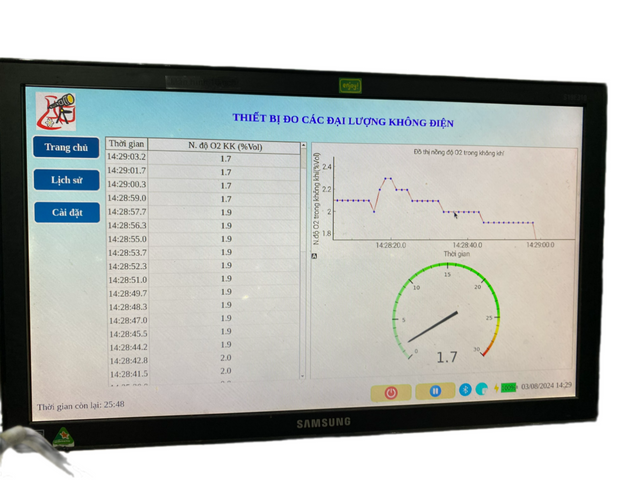 THIẾT BỊ ĐO CÁC ĐẠI LƯỢNG KHÔNG ĐIỆN
Trang chủ
Lịch sử
Cài đặt
Thời gian N. độ O2 KK (%Vol)
14:29:03.2 1.7
14:29:01.7 1.7
14:29:00.3 1.7
14:28:59.0 1.7
14:28:57.7 1.9
14:28:56.3 1.9
14:28:55.0 1.9
14:28:53.7 1.9
14:28:52.3 1.9
14:28:51.0 1.9
14:28:49.7 1.9
14:28:48.3 1.9
14:28:47.0 1.9
14:28:45.5 1.9
14:28:44.2 1.9
14:28:42.8 2.0
14:28:41.5 2.0
Thời gian còn lại: 25:48
Đồ thị nồng độ O2 trong không khí
N.độ O2 trong không khí(%Vol)
2.4
2.2
2
1.8
14:28:20.0 14:28:40.0 14:29:00.0
Thời gian
A
0
5
10
15
20
25
30
1.7
03/08/2024 14:29
SAMSUNG